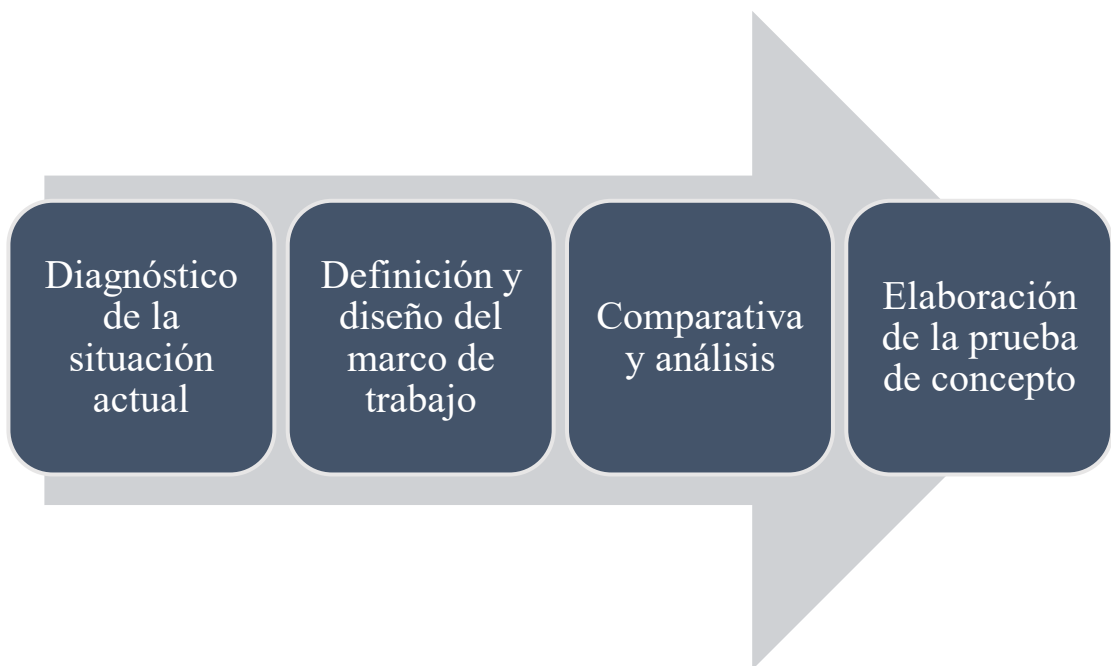 Diagnóstico
de la
situación
actual
Definición y
diseño del
marco de
trabajo
Comparativa
y análisis
Elaboración
de la prueba
de concepto